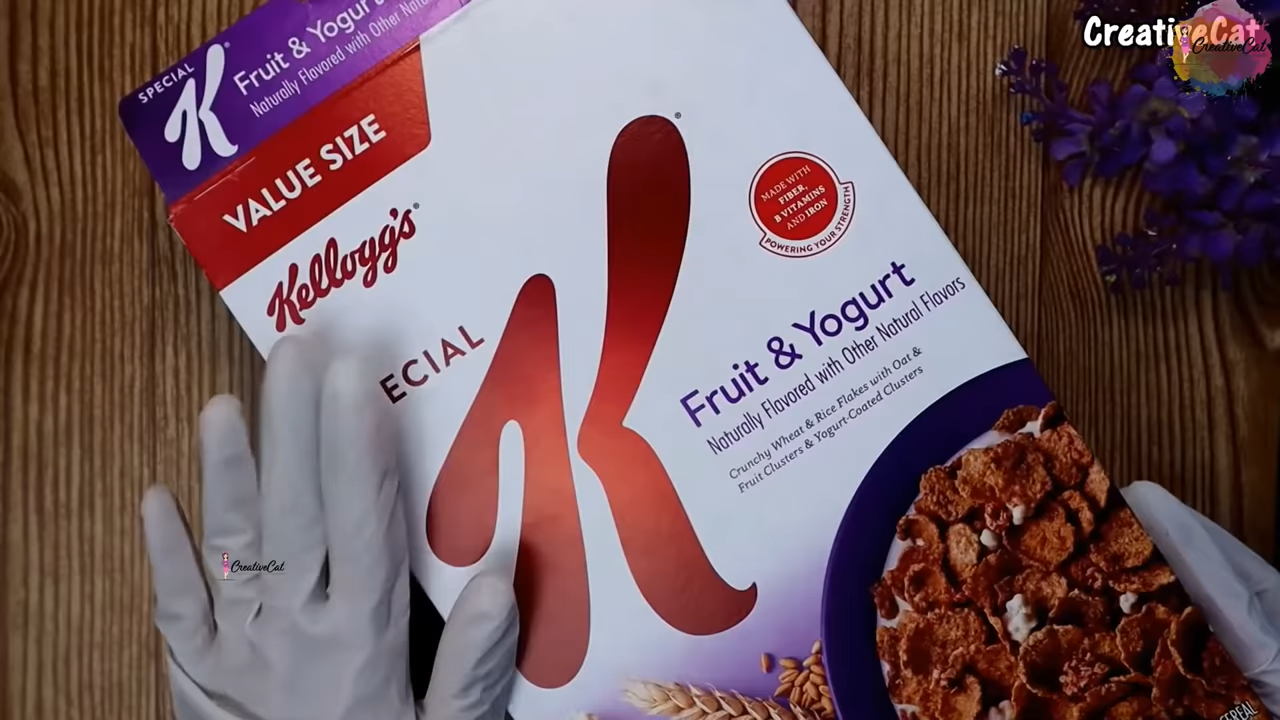 CreativeCat
CreativeCat
SPECIAL
K
Fruit & Yogurt
Naturally Flavored with Other
VALUE SIZE
Kellogg's®
ECIAL
K®
MADE WITH
FIBER,
B VITAMINS
AND IRON
POWERING YOUR STRENGTH
Fruit & Yogurt
Naturally Flavored with Other Natural Flavors
Crunchy Wheat & Rice Flakes with Oat &
Fruit Clusters & Yogurt-Coated Clusters
CreativeCat
CEREAL